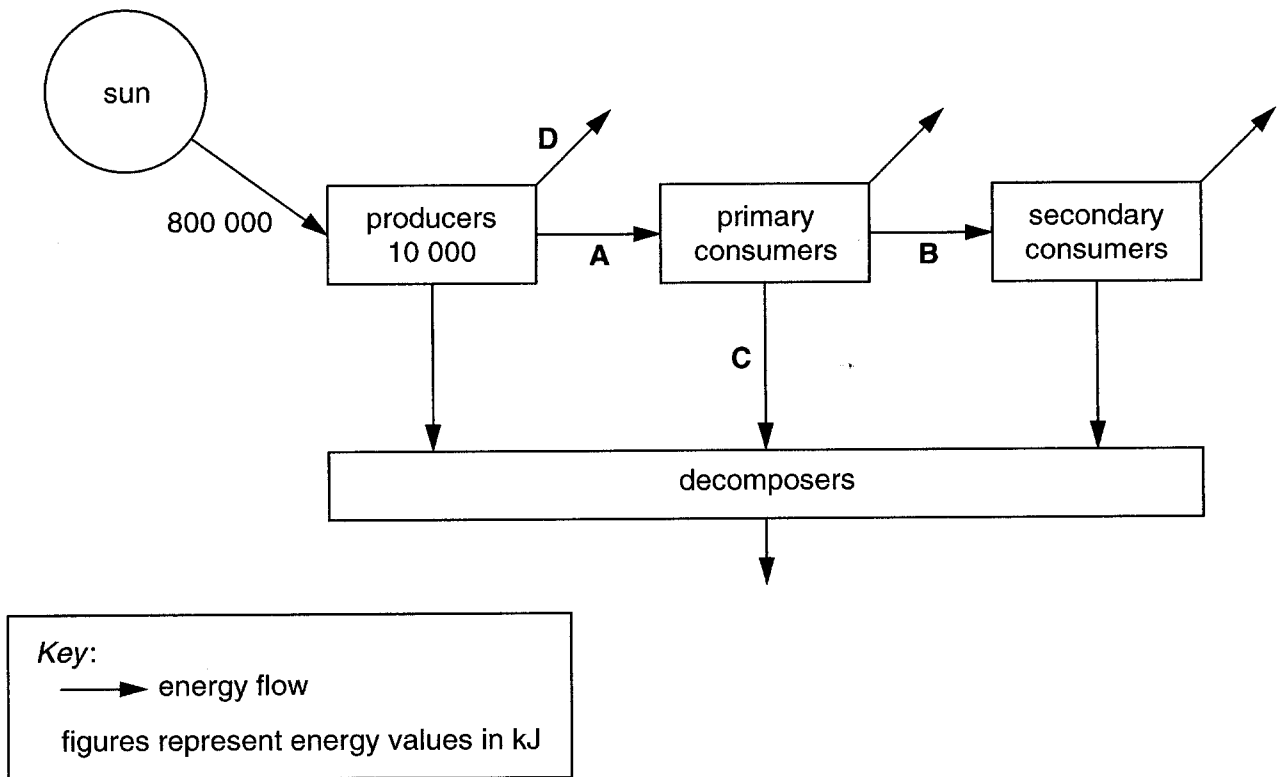 sun
D
800 000
producers
10 000
A
primary
consumers
B
secondary
consumers
C
decomposers
Key:
energy flow
figures represent energy values in kJ